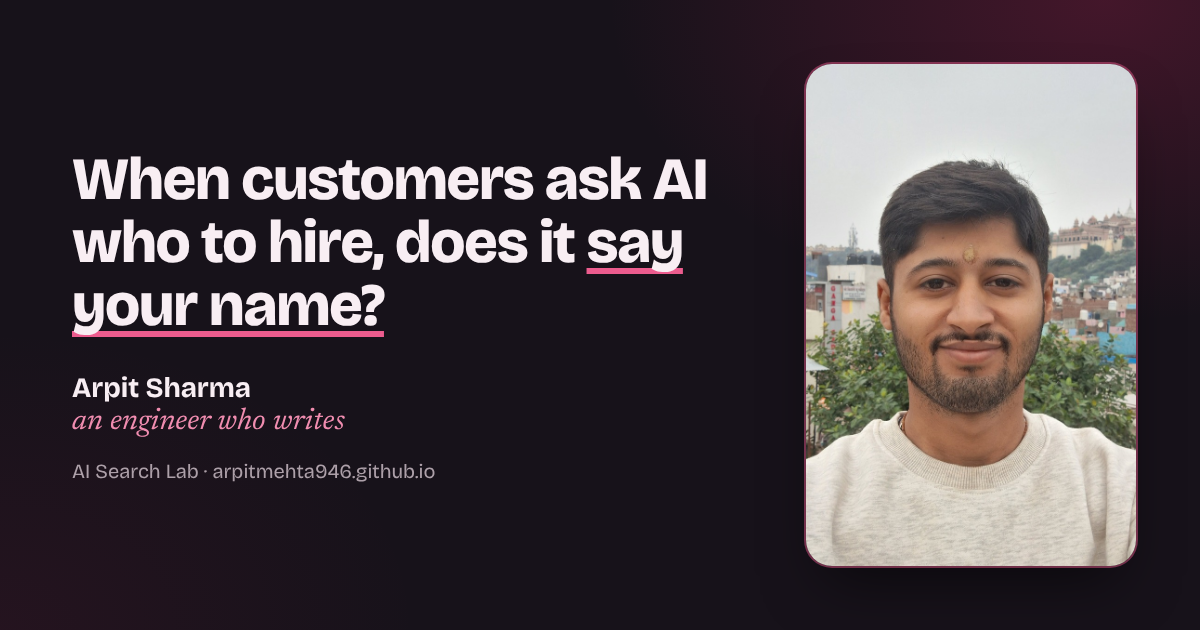 When customers ask AI
who to hire, does it say
your name?
Arpit Sharma
an engineer who writes
AI Search Lab · arpitmehta946.github.io
GANGA